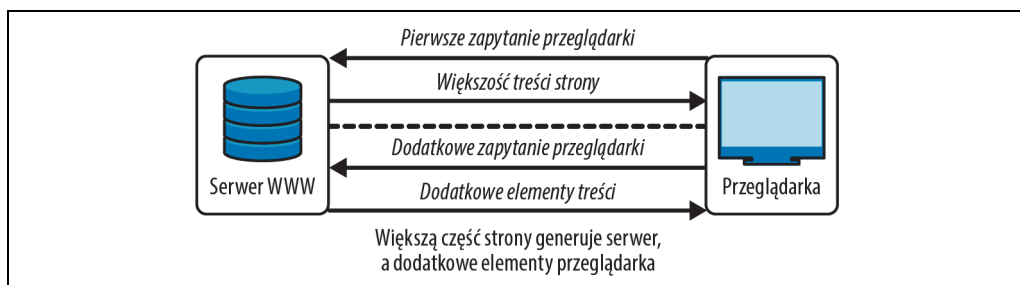 Pierwsze zapytanie przeglądarki
Większość treści strony
Dodatkowe zapytanie przeglądarki
Dodatkowe elementy treści
Serwer WWW
Przeglądarka
Większą część strony generuje serwer,
a dodatkowe elementy przeglądarka